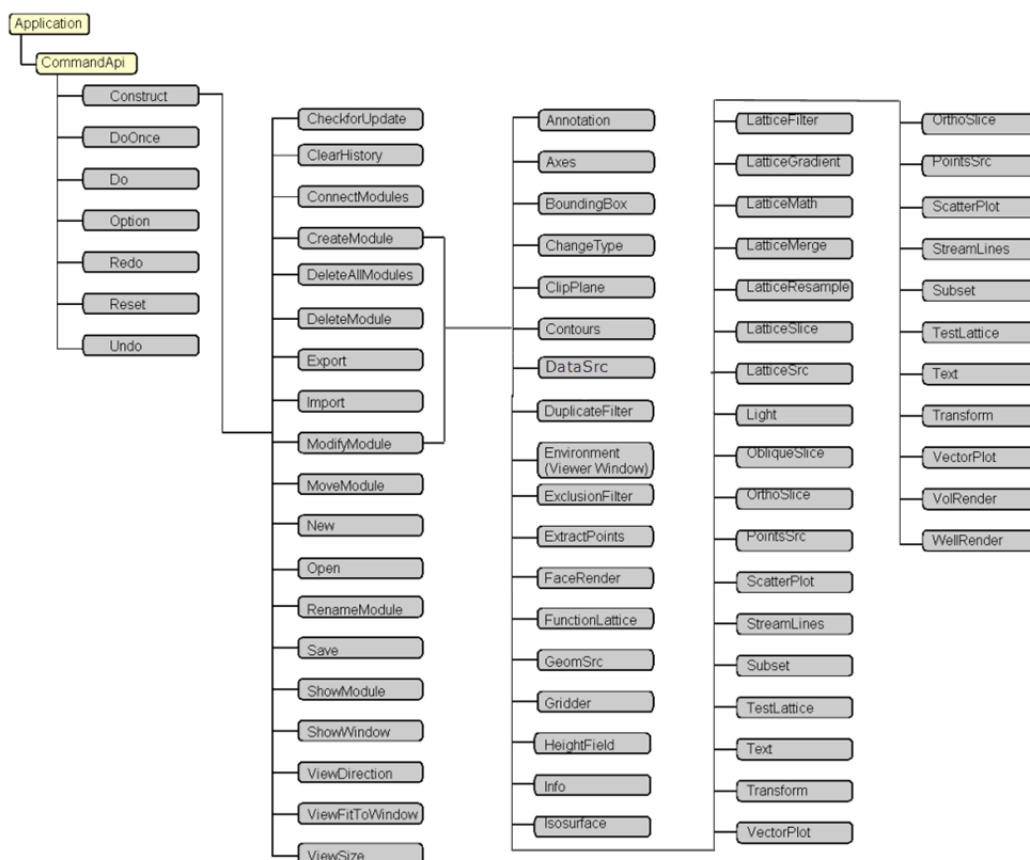 Application
CommandApi
Construct
DoOnce
Do
Option
Redo
Reset
Undo
CheckforUpdate
ClearHistory
ConnectModules
CreateModule
DeleteAllModules
DeleteModule
Export
Import
ModifyModule
MoveModule
New
Open
RenameModule
Save
ShowModule
ShowWindow
ViewDirection
ViewFitToWindow
ViewSize
Annotation
Axes
BoundingBox
ChangeType
ClipPlane
Contours
DataSrc
DuplicateFilter
Environment
(Viewer Window)
ExclusionFilter
ExtractPoints
FaceRender
FunctionLattice
GeomSrc
Gridder
HeightField
Info
Isosurface
LatticeFilter
LatticeGradient
LatticeMath
LatticeMerge
LatticeResample
LatticeSlice
LatticeSrc
Light
ObliqueSlice
OrthoSlice
PointsSrc
ScatterPlot
StreamLines
Subset
TestLattice
Text
Transform
VectorPlot
OrthoSlice
PointsSrc
ScatterPlot
StreamLines
Subset
TestLattice
Text
Transform
VectorPlot
VolRender
WellRender